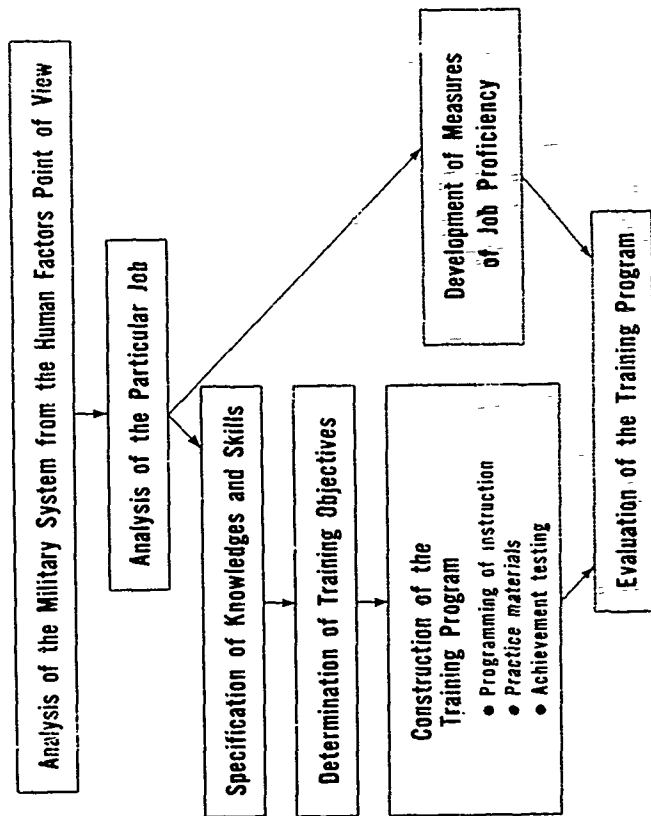 Analysis of the Military System from the Human Factors Point of View
Analysis of the Particular Job
Specification of Knowledges and Skills
Determination of Training Objectives
Construction of the
Training Program
● Programming of instruction
● Practice materials
● Achievement testing
Development of Measures
of Job Proficiency
Evaluation of the Training Program